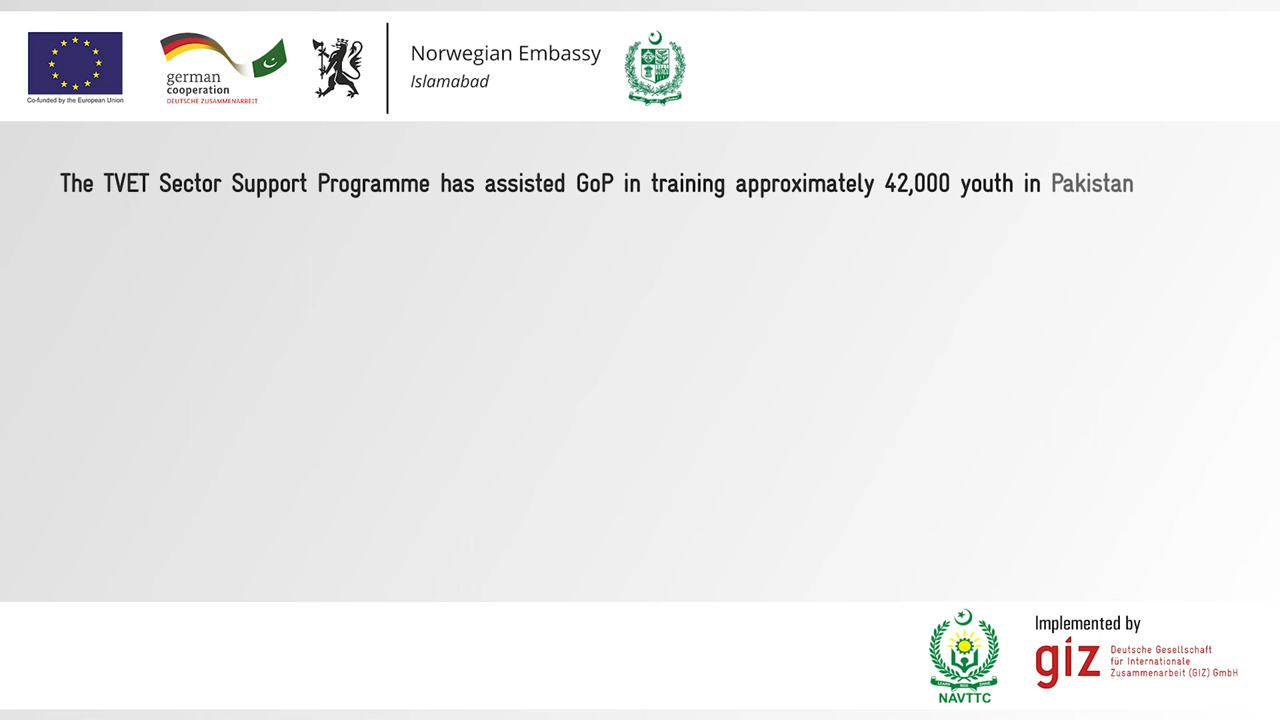 Co-funded by the European Union
german
cooperation
DEUTSCHE ZUSAMMENARBEIT
Norwegian Embassy
Islamabad
The TVET Sector Support Programme has assisted GoP in training approximately 42,000 youth in Pakistan
NAVTTC
Implemented by
giz
Deutsche Gesellschaft
für Internationale
Zusammenarbeit (GIZ) GmbH